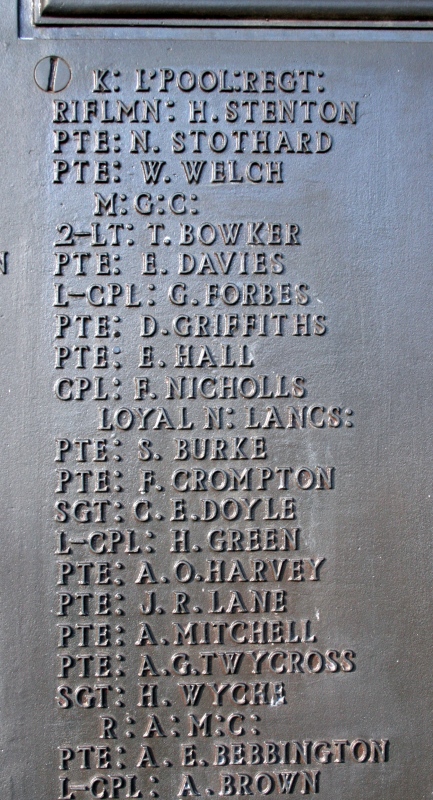 K: L'POOL:REGT:
RIFLMN: H. STENTON
PTE: N. STOTHARD
PTE: W. WELCH
M: G: C:
2-LT: T. BOWKER
PTE: E. DAVIES
L-CPL: G. FORBES
PTE: D. GRIFFITHS
PTE: E. HALL
CPL: F. NICHOLLS
LOYAL N: LANCS:
PTE: S. BURKE
PTE: F. CROMPTON
SGT: C. E. DOYLE
L-CPL: H. GREEN
PTE: A. O. HARVEY
PTE: J. R. LANE
PTE: A. MITCHELL
PTE: A. G. TWYCROSS
SGT: H. WYCHE
R: A: M: C:
PTE: A. E. BEBBINGTON
L-CPL: A. BROWN